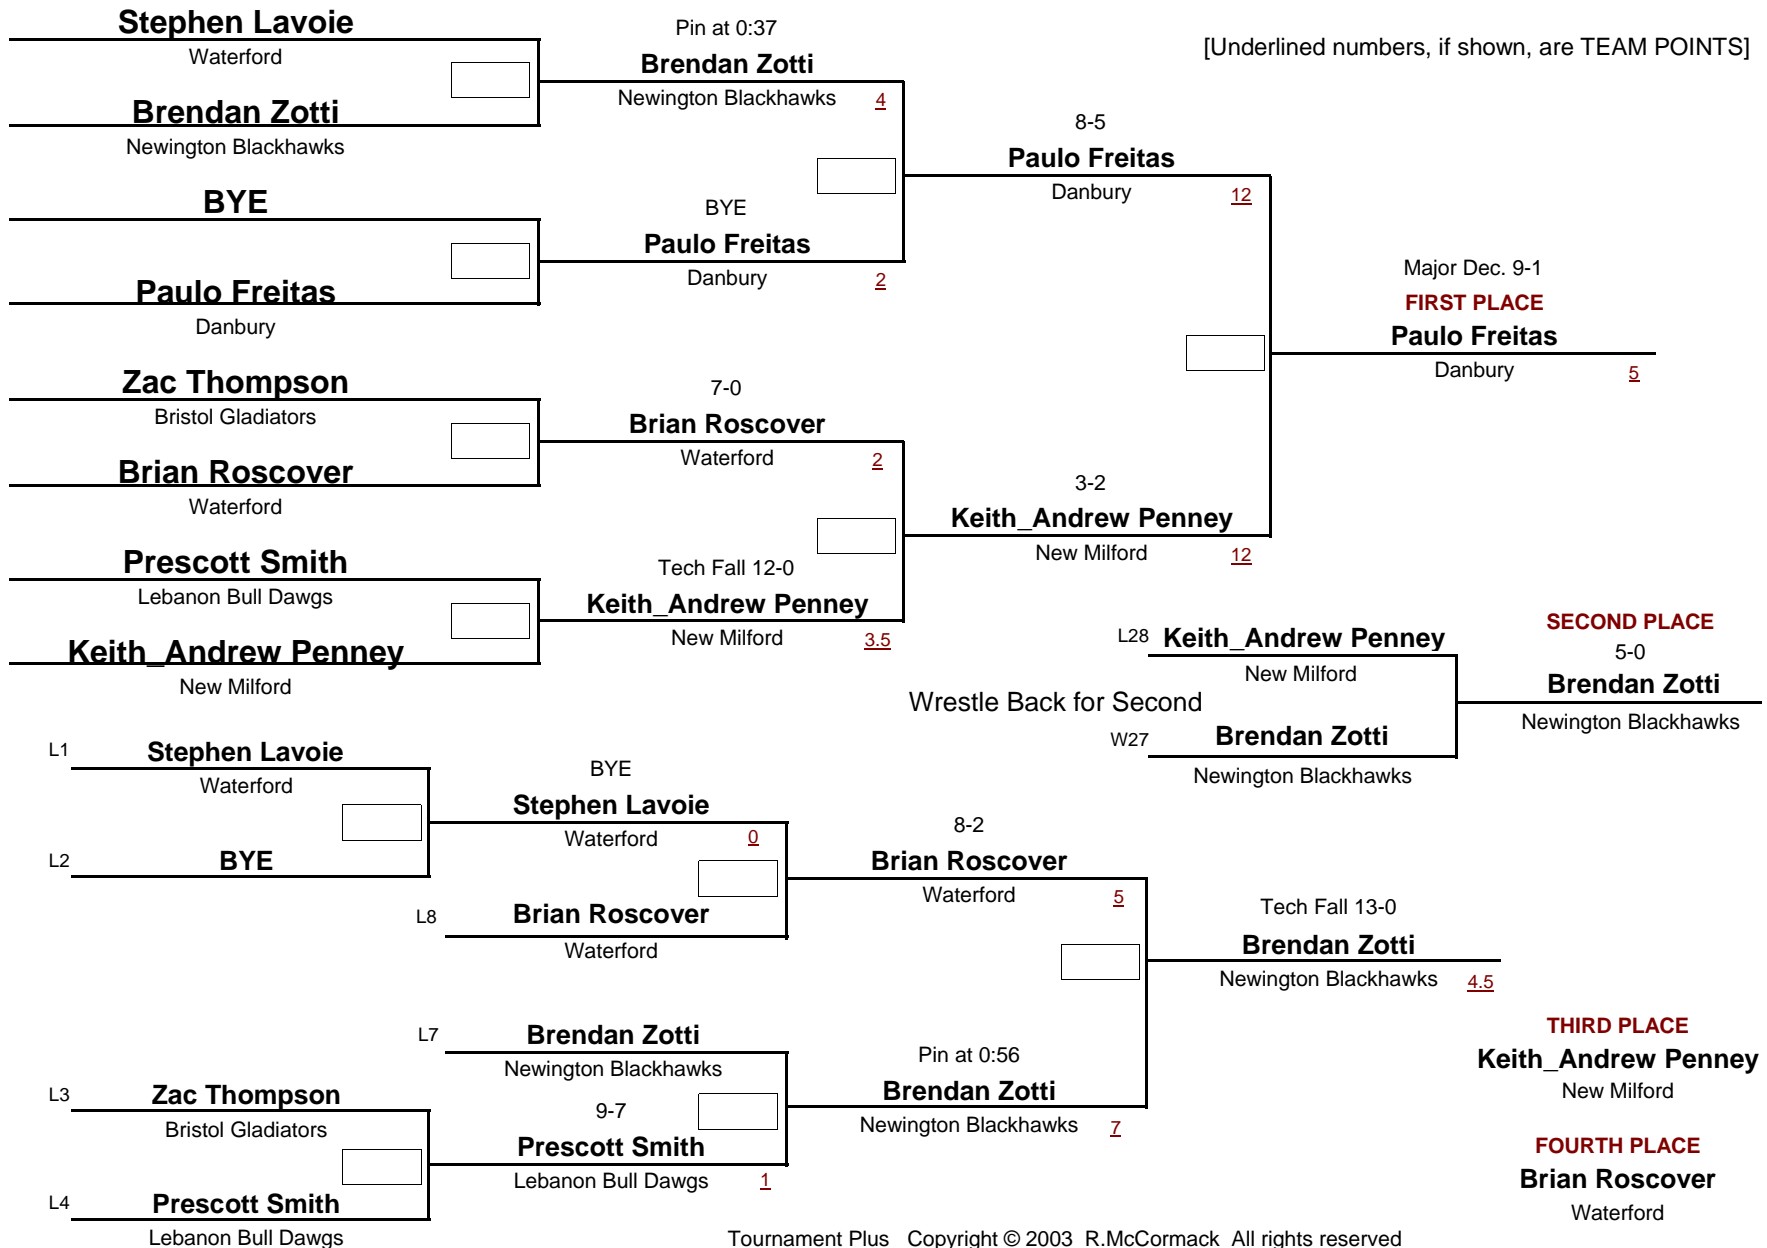 Stephen Lavoie
Waterford
Brendan Zotti
Newington Blackhawks
BYE
Paulo Freitas
Danbury
Zac Thompson
Bristol Gladiators
Brian Roscover
Waterford
Prescott Smith
Lebanon Bull Dawgs
Keith_Andrew Penney
New Milford
Pin at 0:37
Brendan Zotti
Newington Blackhawks 4
BYE
Paulo Freitas
Danbury 2
7-0
Brian Roscover
Waterford 2
Tech Fall 12-0
Keith_Andrew Penney
New Milford 3.5
8-5
Paulo Freitas
Danbury 12
3-2
Keith_Andrew Penney
New Milford 12
[Underlined numbers, if shown, are TEAM POINTS]
Major Dec. 9-1
FIRST PLACE
Paulo Freitas
Danbury 5
L28 Keith_Andrew Penney
New Milford
Wrestle Back for Second
W27 Brendan Zotti
Newington Blackhawks
SECOND PLACE
5-0
Brendan Zotti
Newington Blackhawks
L1 Stephen Lavoie
Waterford
L2 BYE
BYE
Stephen Lavoie
Waterford 0
L8 Brian Roscover
Waterford
L7 Brendan Zotti
Newington Blackhawks
L3 Zac Thompson
Bristol Gladiators
L4 Prescott Smith
Lebanon Bull Dawgs
9-7
Prescott Smith
Lebanon Bull Dawgs 1
8-2
Brian Roscover
Waterford 5
Pin at 0:56
Brendan Zotti
Newington Blackhawks 7
Tech Fall 13-0
Brendan Zotti
Newington Blackhawks 4.5
THIRD PLACE
Keith_Andrew Penney
New Milford
FOURTH PLACE
Brian Roscover
Waterford
Tournament Plus Copyright © 2003 R.McCormack All rights reserved